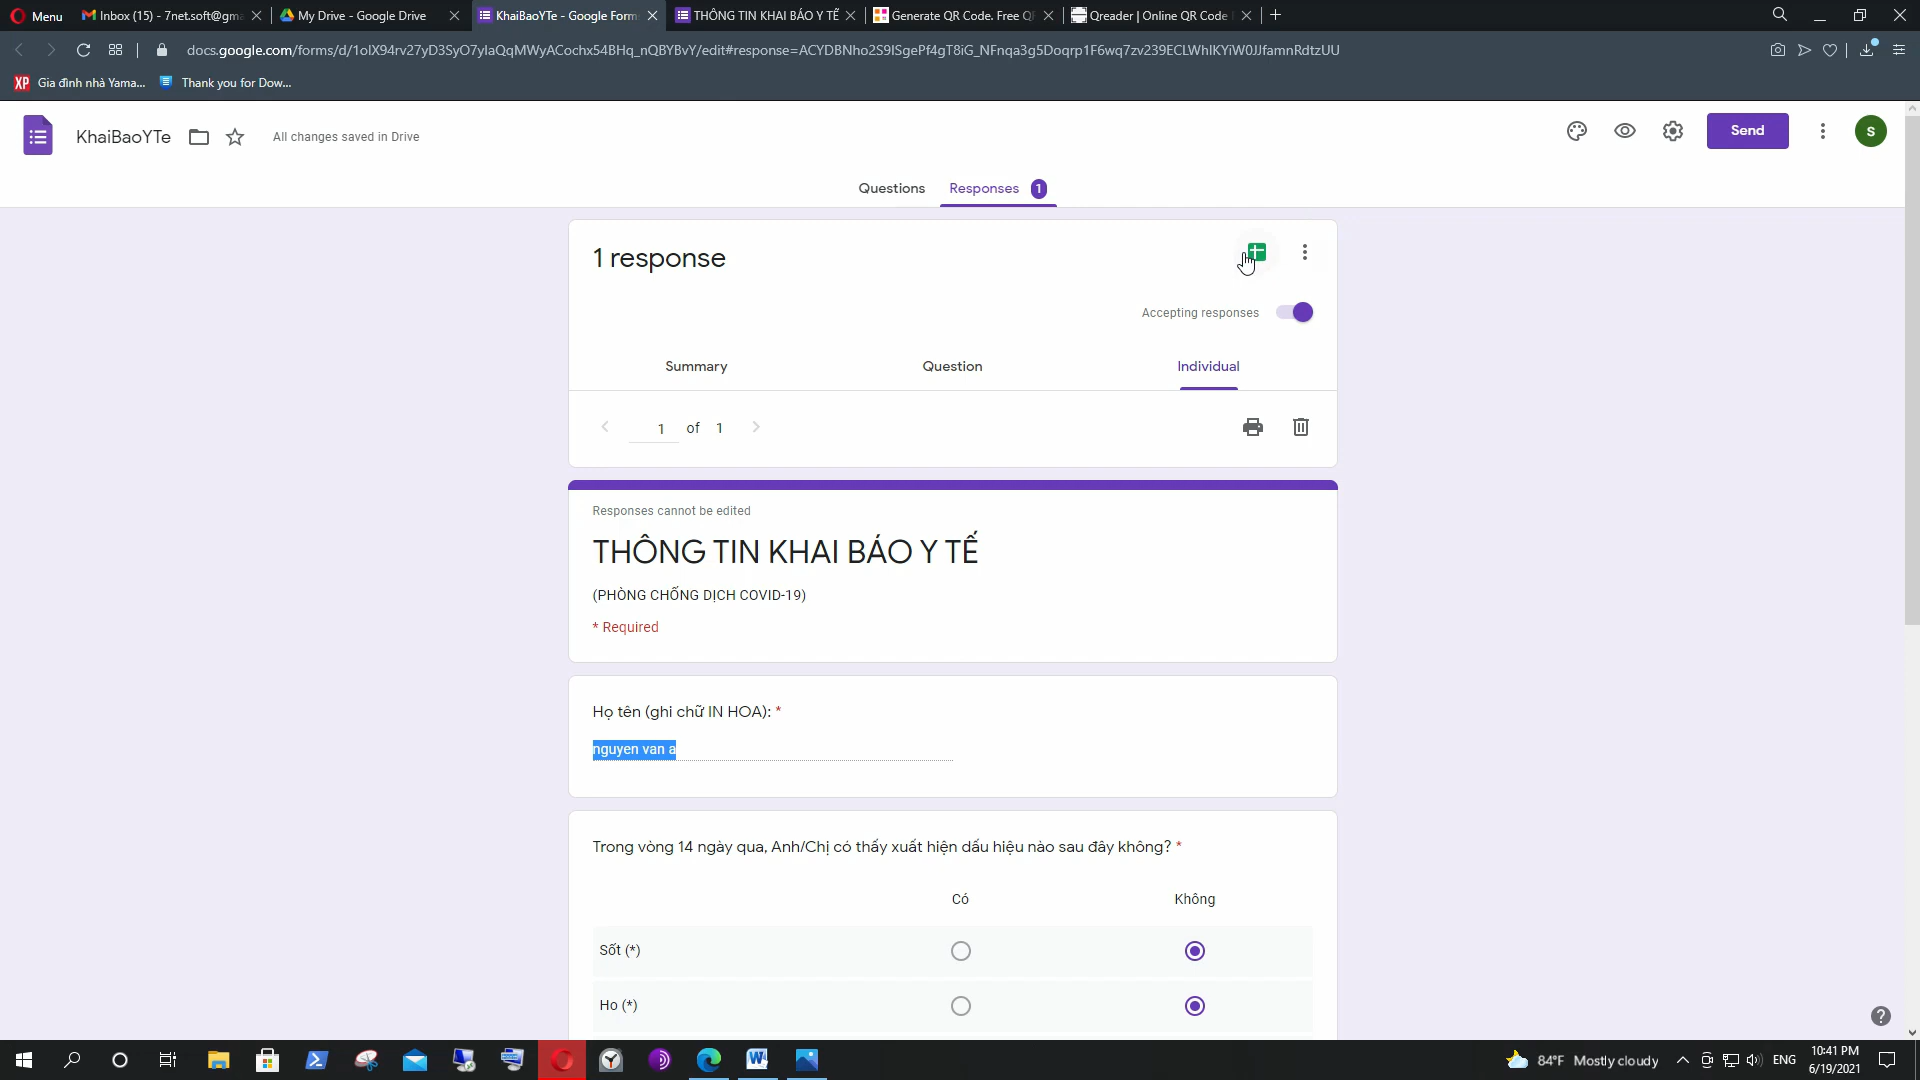 Menu
Inbox (15) - 7net.soft@gma
My Drive - Google Drive
KhaiBaoYTe - Google Form
THÔNG TIN KHAI BÁO Y TẾ
Generate QR Code. Free Q
Qreader | Online QR Code
docs.google.com/forms/d/1olX94rv27yD3SyO7ylaQqMWyACochx54BHq_nQBYBvY/edit#response=ACYDBNho2S9ISgePf4gT8iG_NFnqa3g5Doqrp1F6wq7zv239ECLWhIKYiW0JJfamnRdtzUU
XP Gia đình nhà Yama...
Thank you for Dow...
KhaiBaoYTe
All changes saved in Drive
Send
S
Questions
Responses 1
1 response
Accepting responses
Summary
Question
Individual
1 of 1
Responses cannot be edited
THÔNG TIN KHAI BÁO Y TẾ
(PHÒNG CHỐNG DỊCH COVID-19)
* Required
Họ tên (ghi chữ IN HOA): *
nguyen van a
Trong vòng 14 ngày qua, Anh/Chị có thấy xuất hiện dấu hiệu nào sau đây không? *
Có
Không
Sốt (*)
Ho (*)
84°F Mostly cloudy
ENG
10:41 PM
6/19/2021